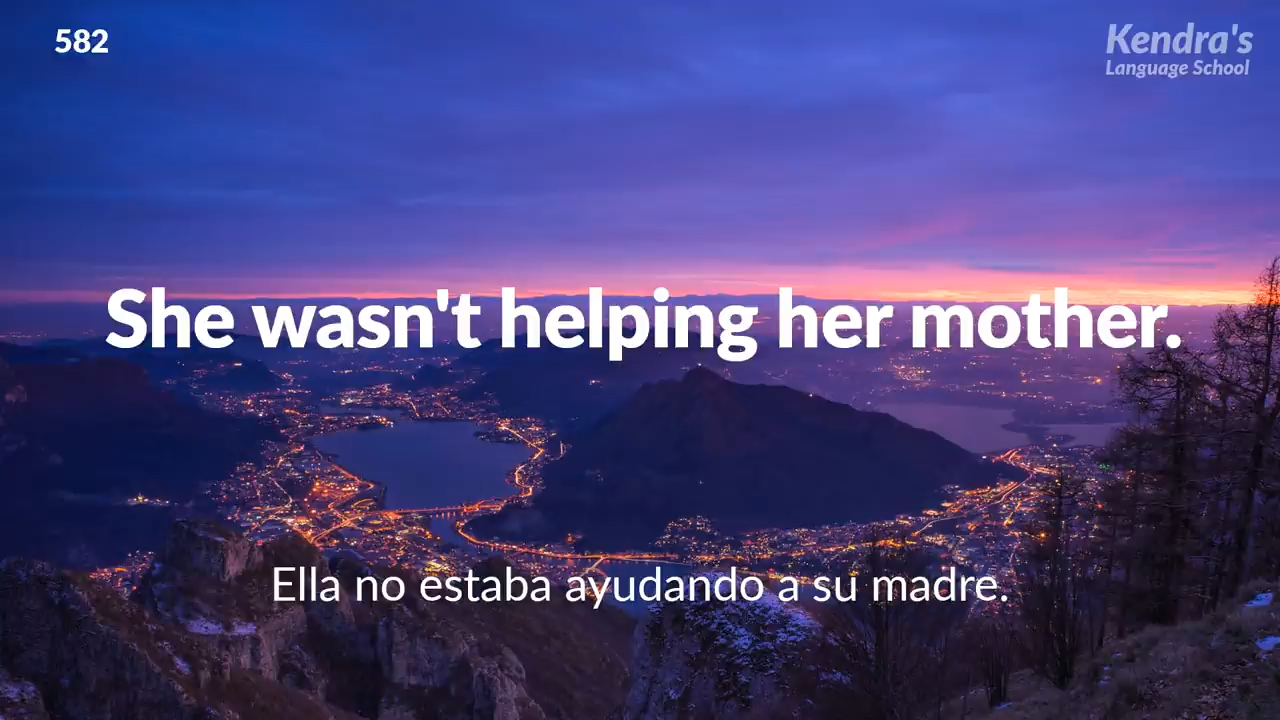 582
Kendra's
Language School
She wasn't helping her mother.
Ella no estaba ayudando a su madre.